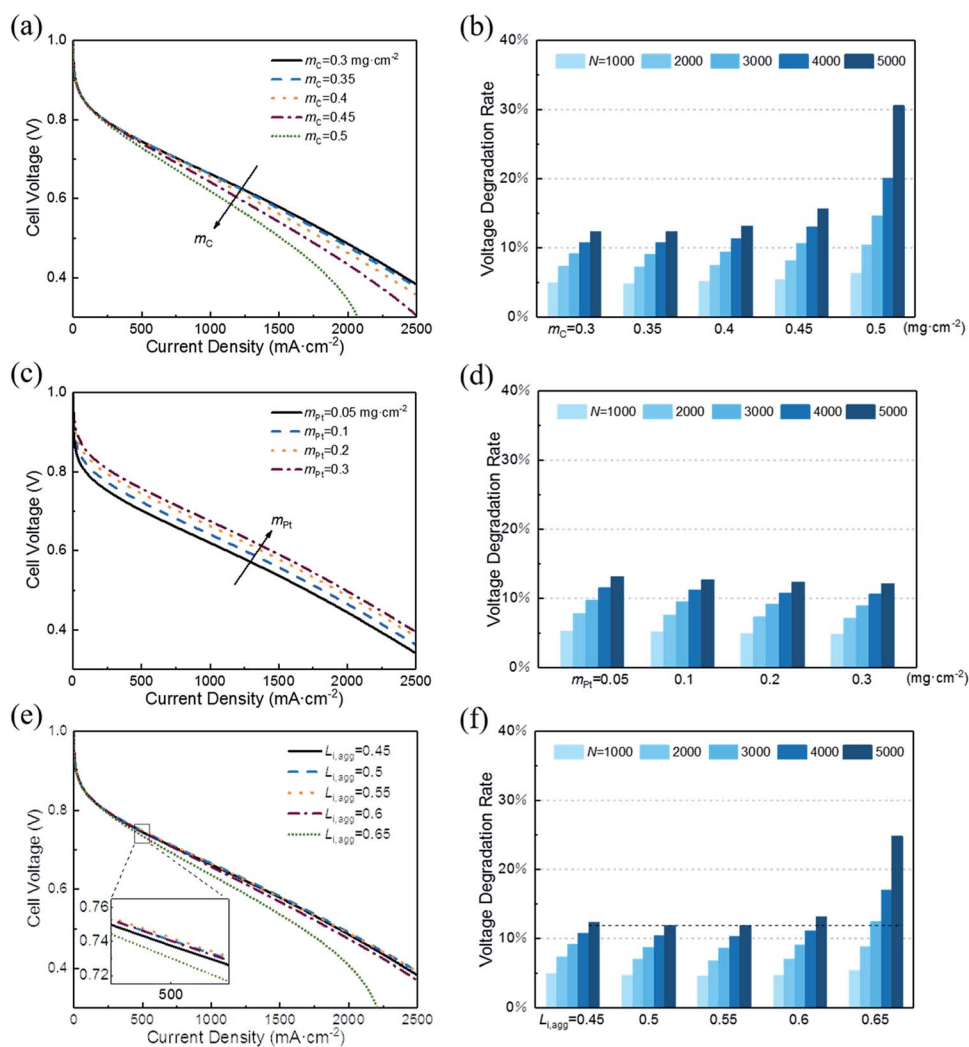 (a)
1.0
0.8
0.6
0.4
Cell Voltage (V)
m_C=0.3 mg·cm⁻²
m_C=0.35
m_C=0.4
m_C=0.45
m_C=0.5
m_C
0 500 1000 1500 2000 2500
Current Density (mA·cm⁻²)
(b)
40%
30%
20%
10%
0%
Voltage Degradation Rate
N=1000 2000 3000 4000 5000
m_C=0.3 0.35 0.4 0.45 0.5 (mg·cm⁻²)
(c)
1.0
0.8
0.6
0.4
Cell Voltage (V)
m_Pt=0.05 mg·cm⁻²
m_Pt=0.1
m_Pt=0.2
m_Pt=0.3
m_Pt
0 500 1000 1500 2000 2500
Current Density (mA·cm⁻²)
(d)
40%
30%
20%
10%
0%
Voltage Degradation Rate
N=1000 2000 3000 4000 5000
m_Pt=0.05 0.1 0.2 0.3 (mg·cm⁻²)
(e)
1.0
0.8
0.6
0.4
Cell Voltage (V)
L_i,agg=0.45
L_i,agg=0.5
L_i,agg=0.55
L_i,agg=0.6
L_i,agg=0.65
0.76
0.74
0.72
500
0 500 1000 1500 2000 2500
Current Density (mA·cm⁻²)
(f)
40%
30%
20%
10%
0%
Voltage Degradation Rate
N=1000 2000 3000 4000 5000
L_i,agg=0.45 0.5 0.55 0.6 0.65